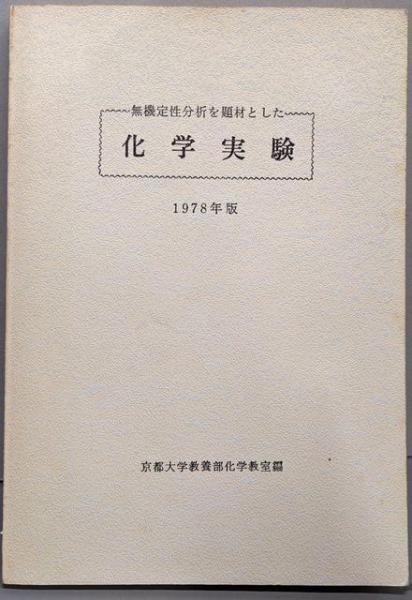 無機定性分析を題材とした
化学実験
1978年版
京都大学教養部化学教室編